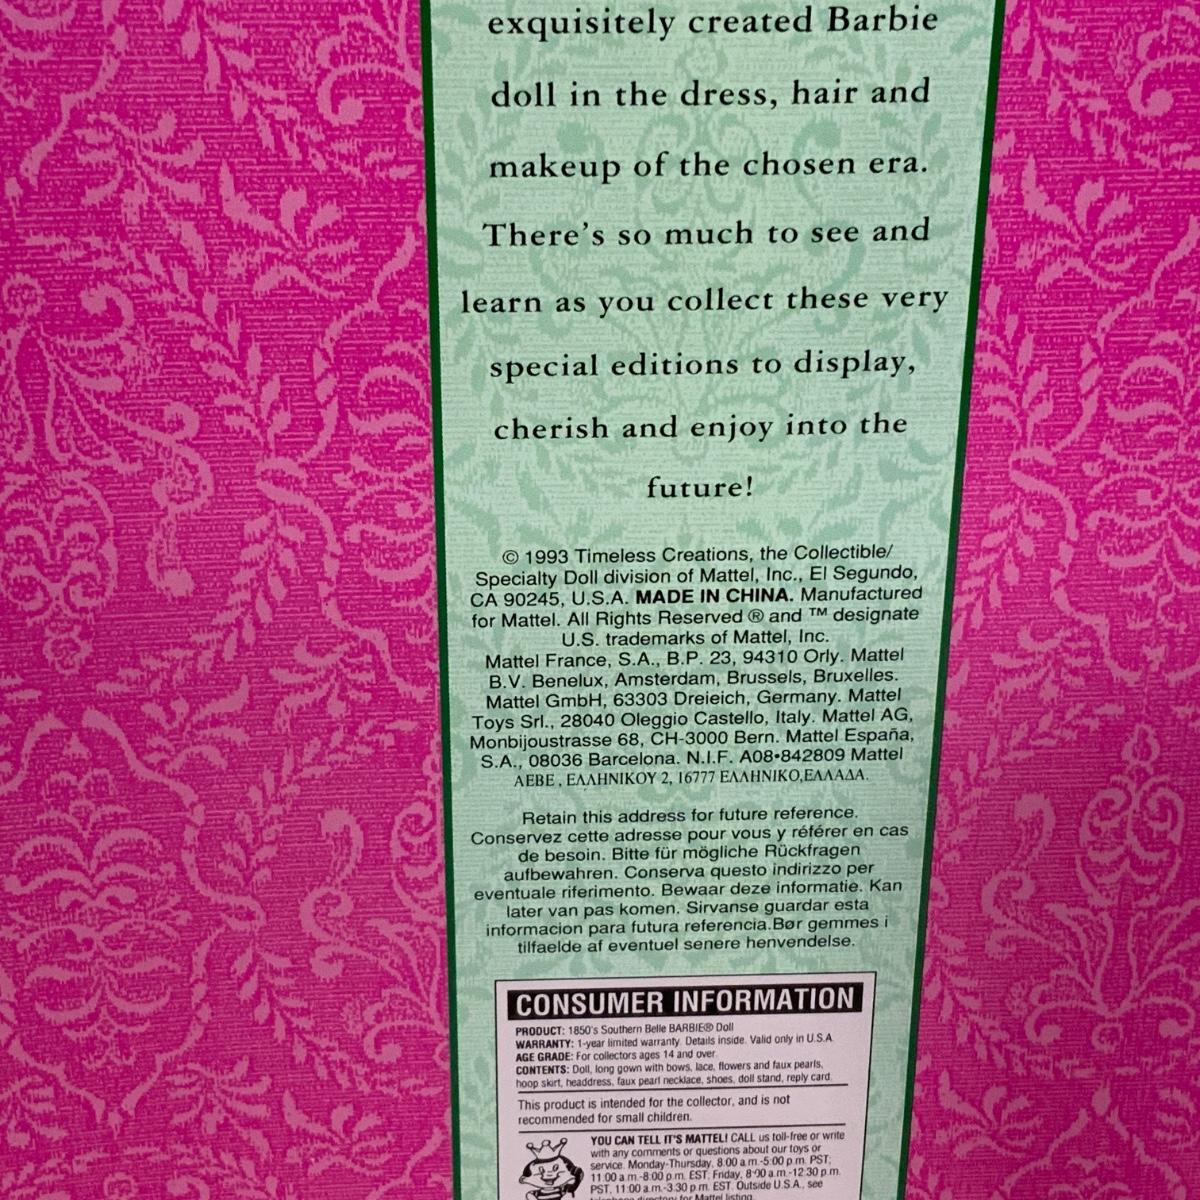 exquisitely created Barbie
doll in the dress, hair and
makeup of the chosen era.
There's so much to see and
learn as you collect these very
special editions to display,
cherish and enjoy into the
future!
© 1993 Timeless Creations, the Collectible/
Specialty Doll division of Mattel, Inc., El Segundo,
CA 90245, U.S.A. MADE IN CHINA. Manufactured
for Mattel. All Rights Reserved ® and ™ designate
U.S. trademarks of Mattel, Inc.
Mattel France, S.A., B.P. 23, 94310 Orly. Mattel
B.V. Benelux, Amsterdam, Brussels, Bruxelles.
Mattel GmbH, 63303 Dreieich, Germany. Mattel
Toys Srl., 28040 Oleggio Castello, Italy. Mattel AG,
Monbijoustrasse 68, CH-3000 Bern. Mattel España,
S.A., 08036 Barcelona. N.I.F. A08•842809 Mattel
AEBE , ΕΛΛΗΝΙΚΟΥ 2, 16777 ΕΛΛΗΝΙΚΟ,ΕΛΛΑΔΑ.
Retain this address for future reference.
Conservez cette adresse pour vous y référer en cas
de besoin. Bitte für mögliche Rückfragen
aufbewahren. Conserva questo indirizzo per
eventuale riferimento. Bewaar deze informatie. Kan
later van pas komen. Sirvanse guardar esta
informacion para futura referencia.Bør gemmes i
tilfaelde af eventuel senere henvendelse.
CONSUMER INFORMATION
PRODUCT: 1850's Southern Belle BARBIE® Doll
WARRANTY: 1-year limited warranty. Details inside. Valid only in U.S.A.
AGE GRADE: For collectors ages 14 and over.
CONTENTS: Doll, long gown with bows, lace, flowers and faux pearls,
hoop skirt, headdress, faux pearl necklace, shoes, doll stand, reply card.
This product is intended for the collector, and is not
recommended for small children.
YOU CAN TELL IT'S MATTEL! CALL us toll-free or write
with any comments or questions about our toys or
service. Monday-Thursday, 8:00 a.m.-5:00 p.m. PST;
11:00 a.m.-8:00 p.m. EST. Friday, 8:00 a.m.-12:30 p.m.
PST, 11:00 a.m.-3:30 p.m. EST. Outside U.S.A., see
telephone directory for Mattel listing.